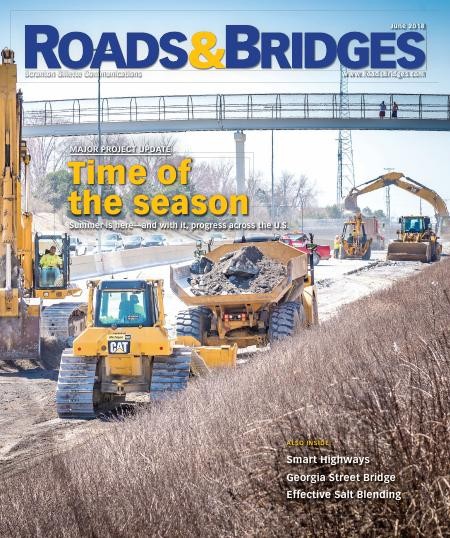 June 2018
ROADS&BRIDGES
Scranton Gillette Communications
www.RoadsBridges.com
MAJOR PROJECT UPDATE
Time of
the season
Summer is here—and with it, progress across the U.S.
CAT
ALSO INSIDE
Smart Highways
Georgia Street Bridge
Effective Salt Blending